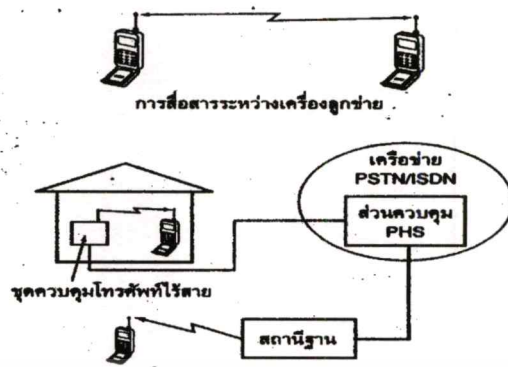 การสื่อสารระหว่างเครื่องลูกข่าย
เครือข่าย
PSTN/ISDN
ส่วนควบคุม
PHS
ชุดควบคุมโทรศัพท์ไร้สาย
สถานีฐาน